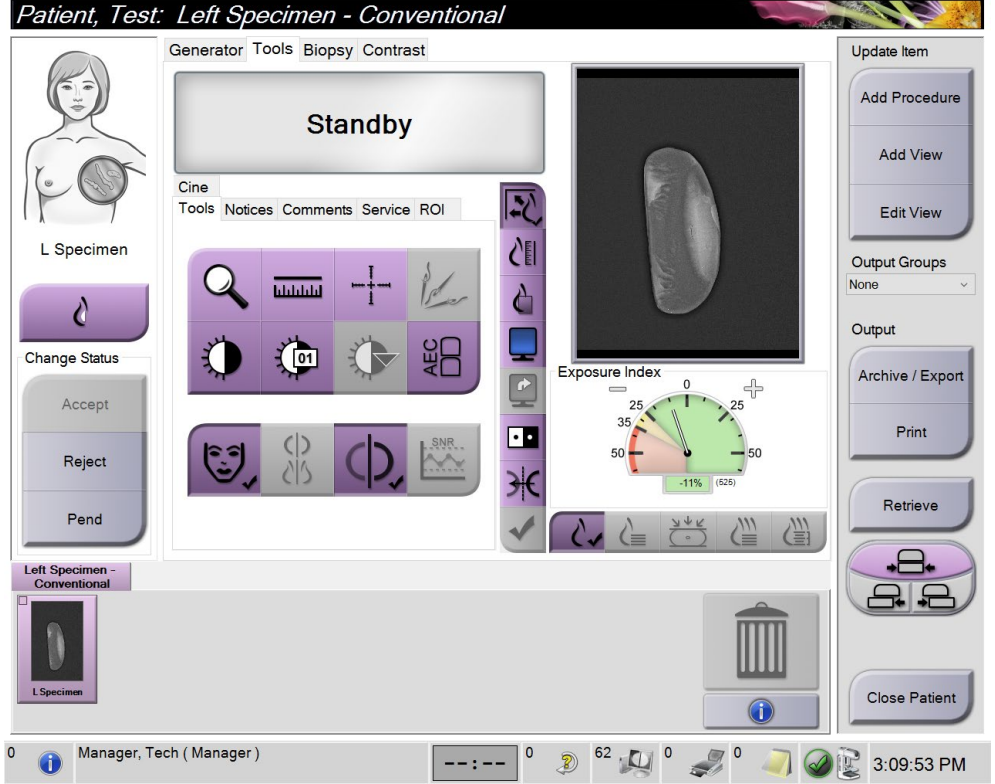 Patient, Test: Left Specimen - Conventional
L Specimen
Change Status
Accept
Reject
Pend
Generator Tools Biopsy Contrast
Standby
Cine
Tools Notices Comments Service ROI
01
AEC
SNR
Exposure Index
0
25 25
35
50 50
-11% (525)
Update Item
Add Procedure
Add View
Edit View
Output Groups
None
Output
Archive / Export
Print
Retrieve
Close Patient
Left Specimen -
Conventional
L Specimen
0 Manager, Tech ( Manager ) --:-- 0 62 0 0 3:09:53 PM